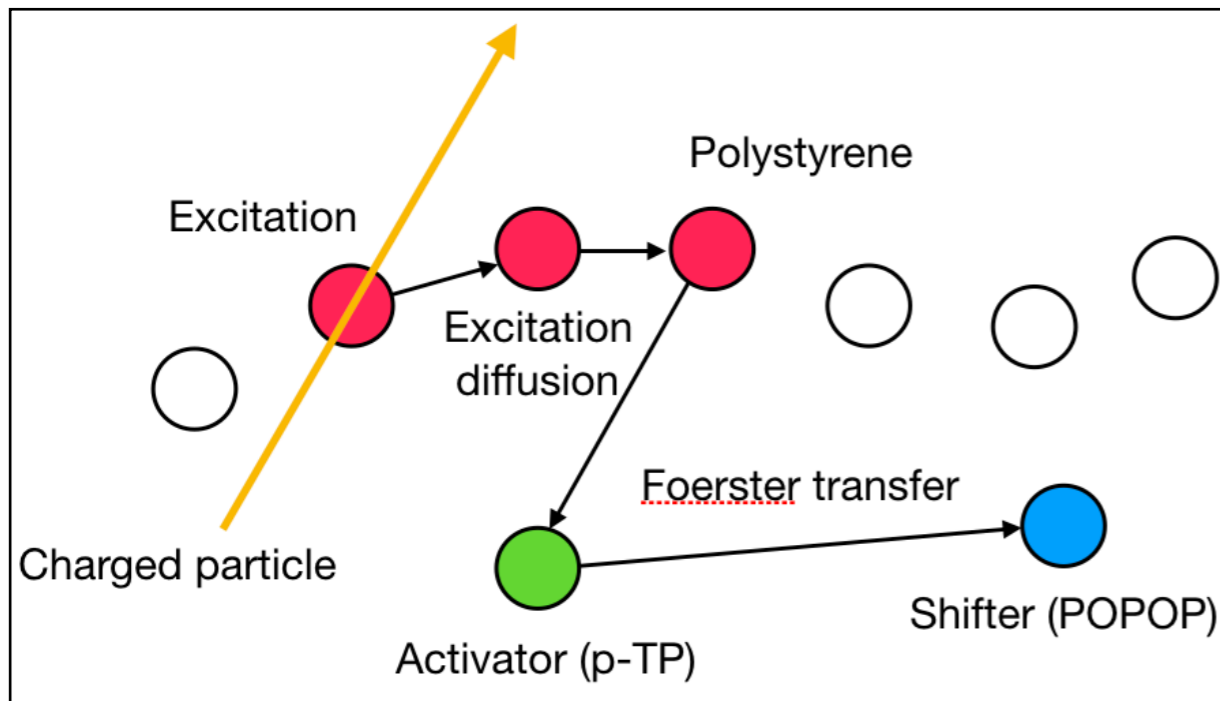 Polystyrene
Excitation
Excitation
diffusion
Foerster transfer
Charged particle
Shifter (POPOP)
Activator (p-TP)